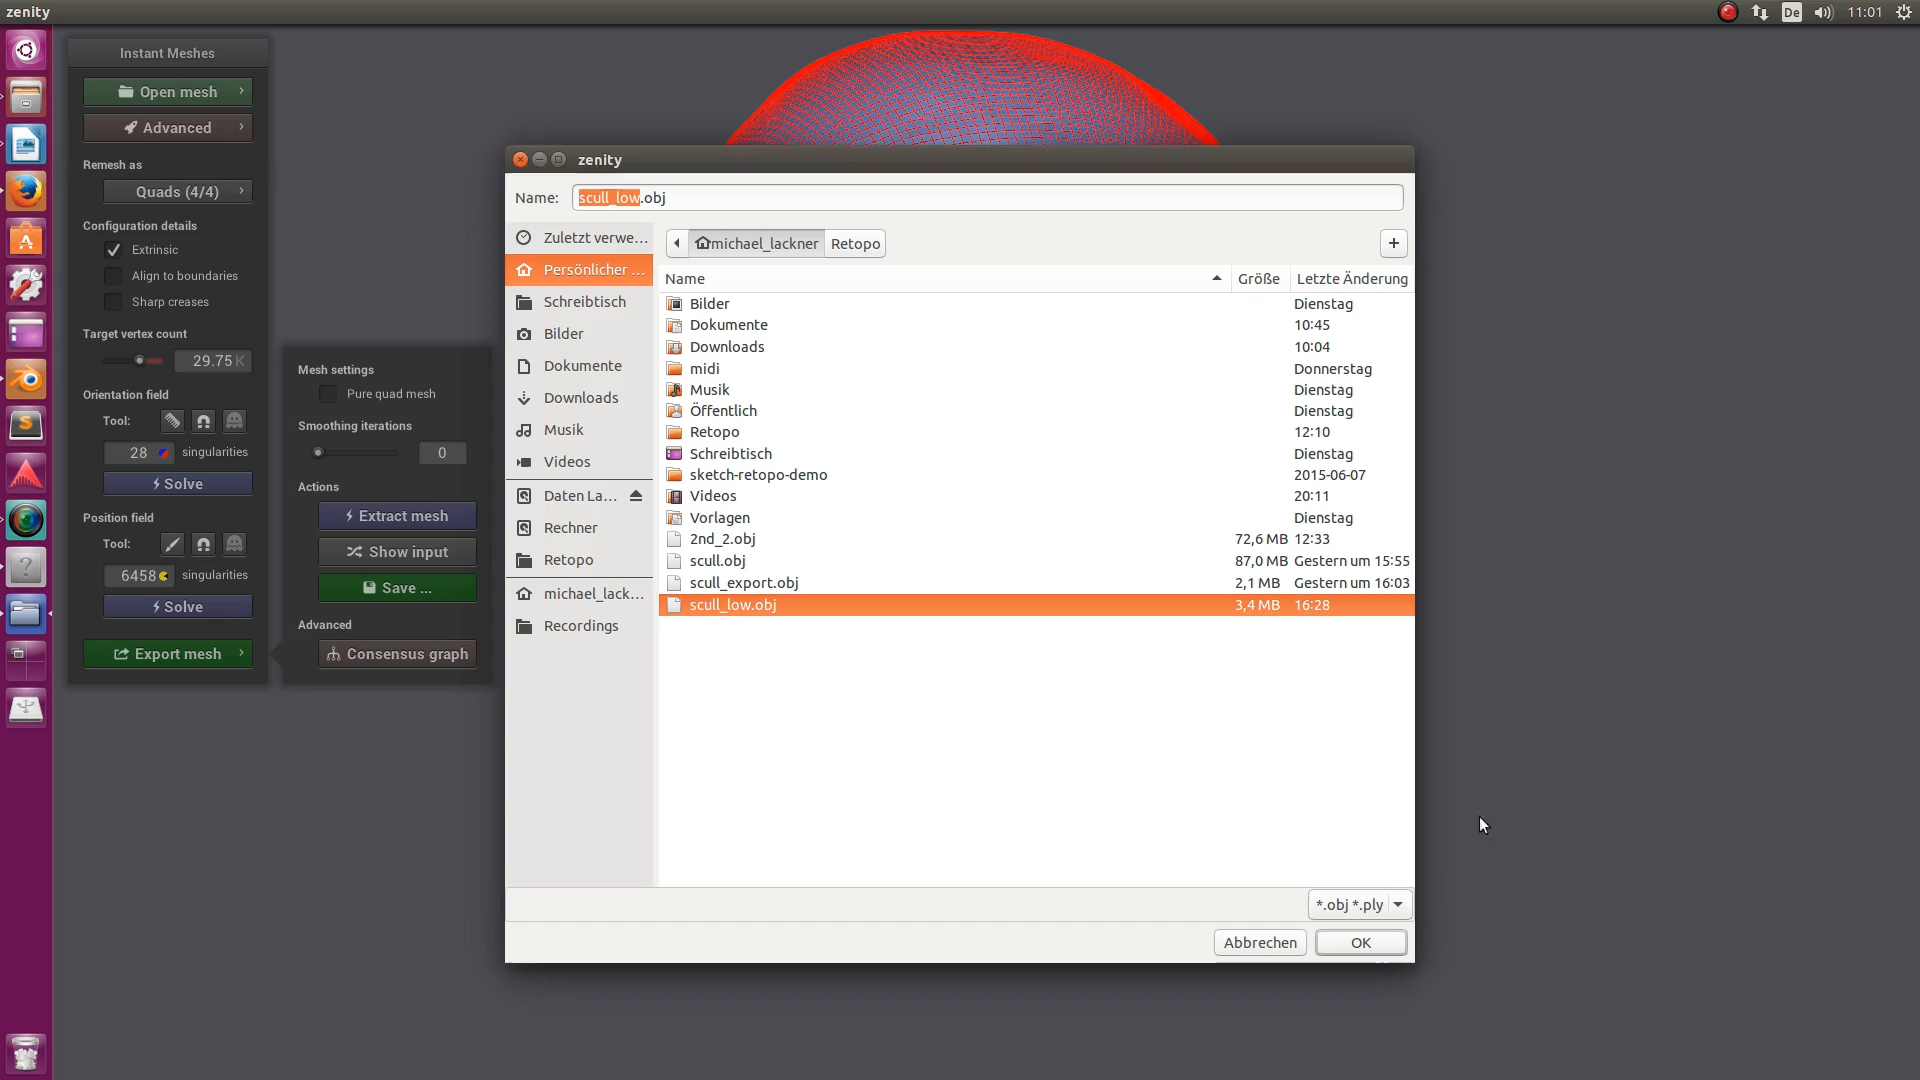 zenity
De
11:01
Instant Meshes
Open mesh
Advanced
Remesh as
Quads (4/4)
Configuration details
Extrinsic
Align to boundaries
Sharp creases
Target vertex count
29.75 K
Orientation field
Tool:
28 singularities
Solve
Position field
Tool:
6458 singularities
Solve
Export mesh
Mesh settings
Pure quad mesh
Smoothing iterations
0
Actions
Extract mesh
Show input
Save ...
Advanced
Consensus graph
zenity
Name: scull_low.obj
Zuletzt verwe...
Persönlicher ...
Schreibtisch
Bilder
Dokumente
Downloads
Musik
Videos
Daten La...
Rechner
Retopo
michael_lack...
Recordings
michael_lackner Retopo
Name Größe Letzte Änderung
Bilder Dienstag
Dokumente 10:45
Downloads 10:04
midi Donnerstag
Musik Dienstag
Öffentlich Dienstag
Retopo 12:10
Schreibtisch Dienstag
sketch-retopo-demo 2015-06-07
Videos 20:11
Vorlagen Dienstag
2nd_2.obj 72,6 MB 12:33
scull.obj 87,0 MB Gestern um 15:55
scull_export.obj 2,1 MB Gestern um 16:03
scull_low.obj 3,4 MB 16:28
*.obj *.ply
Abbrechen OK